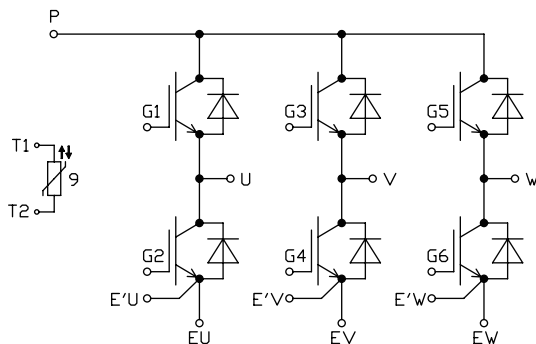 P
G1 G3 G5
T1 9
T2
U V W
G2 G4 G6
E'U E'V E'W
EU EV EW